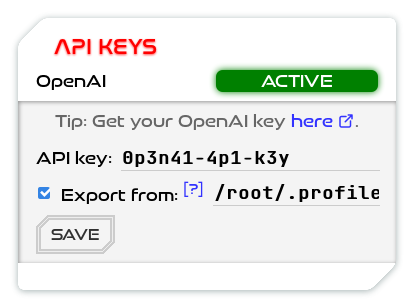 API KEYS
OpenAI ACTIVE
Tip: Get your OpenAI key here.
API key: 0p3n41-4p1-k3y
Export from: [?] /root/.profile
SAVE